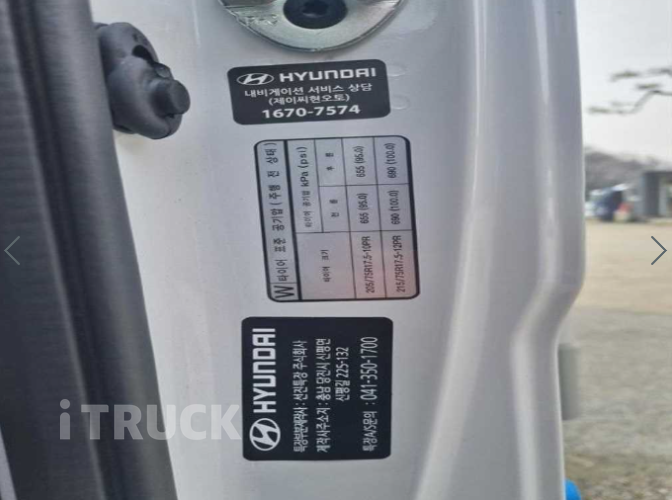 HYUNDAI
내비게이션 서비스 상담
(제이씨현오토)
1670-7574
W 타이어 표준 공기압 (주행 전 상태)
타이어 크기
타이어 공기압 kPa (psi)
전륜
후륜
205/75R17.5-10PR 655 (95.0) 655 (95.0)
215/75R17.5-12PR 690 (100.0) 690 (100.0)
HYUNDAI
특장부분제작사 : 선진특장 주식회사
제작사주소지 : 충남 당진시 신평면
신평길 225-132
특장A/S문의 : 041-350-1700
iTRUCK